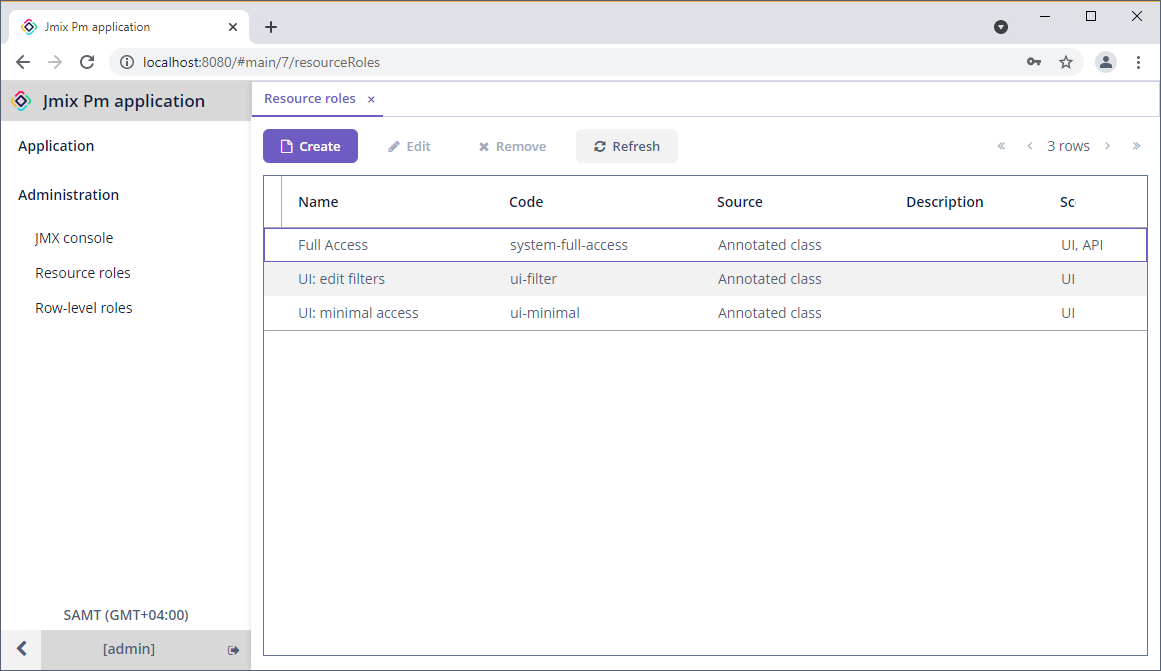 Jmix Pm application
localhost:8080/#main/7/resourceRoles
Jmix Pm application
Resource roles
Application
Create Edit Remove Refresh 3 rows
Administration
JMX console
Resource roles
Row-level roles
Name Code Source Description Sc
Full Access system-full-access Annotated class UI, API
UI: edit filters ui-filter Annotated class UI
UI: minimal access ui-minimal Annotated class UI
SAMT (GMT+04:00)
[admin]